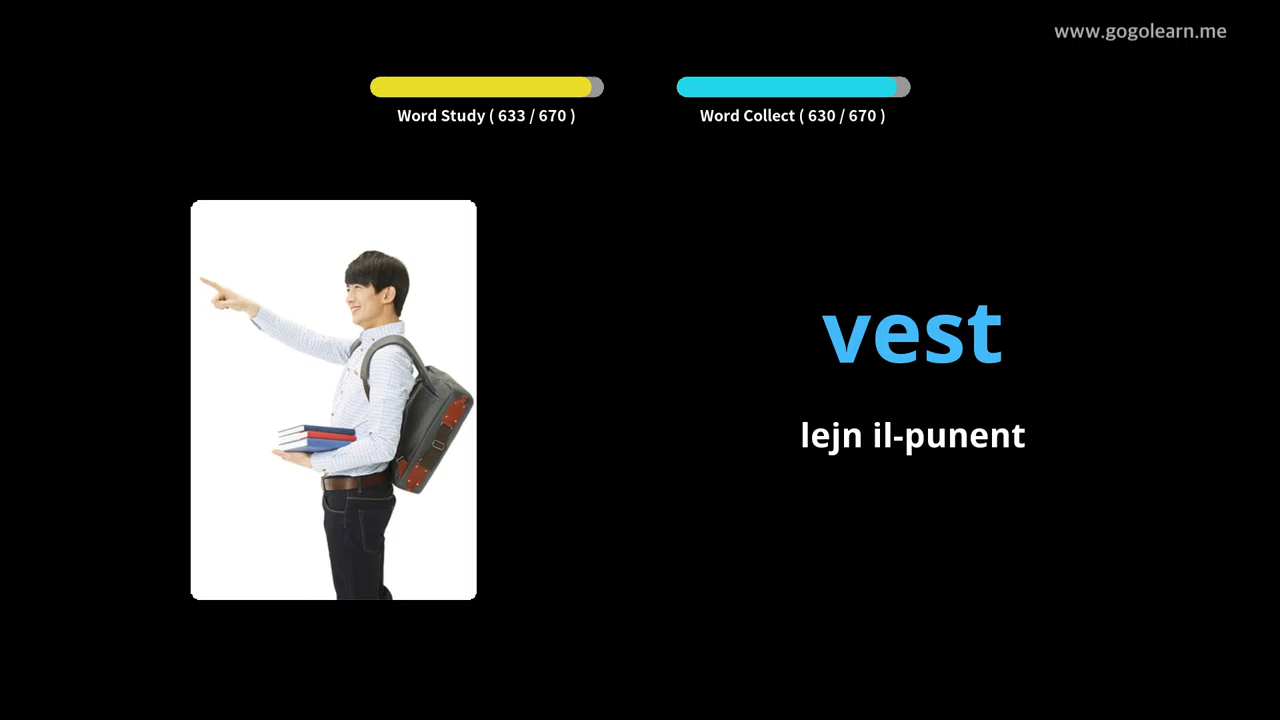 www.gogolearn.me
Word Study ( 633 / 670 )
Word Collect ( 630 / 670 )
vest
lejn il-punent